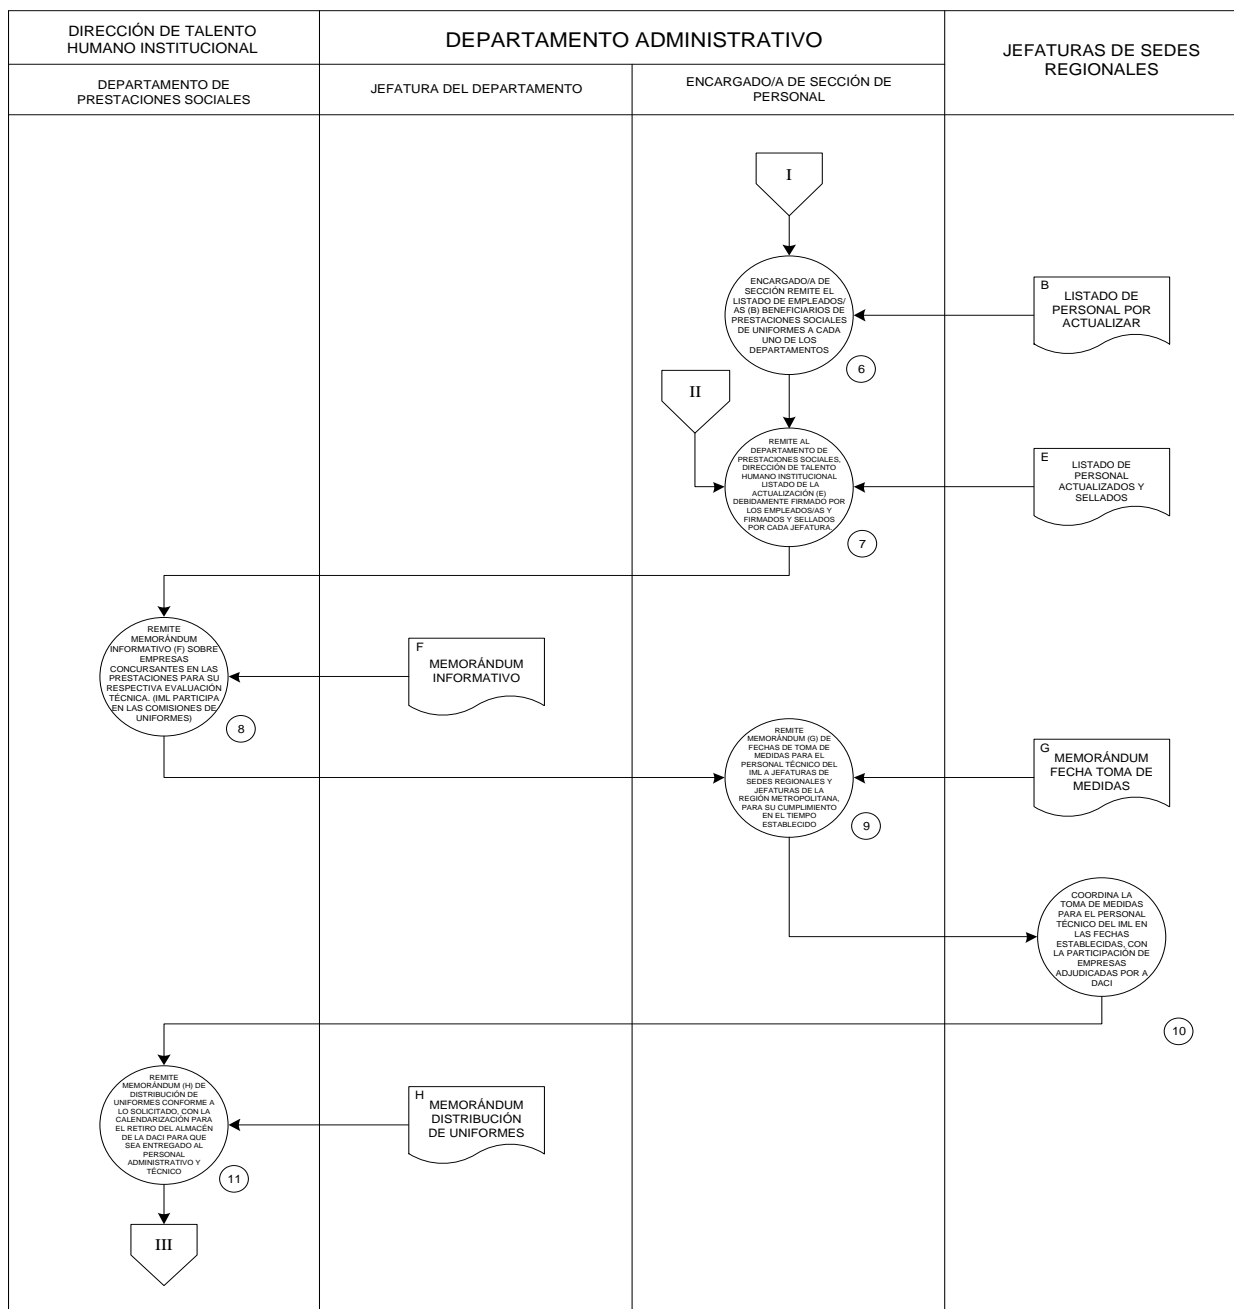 DIRECCIÓN DE TALENTO
HUMANO INSTITUCIONAL
DEPARTAMENTO ADMINISTRATIVO
JEFATURAS DE SEDES
REGIONALES
DEPARTAMENTO DE
PRESTACIONES SOCIALES
JEFATURA DEL DEPARTAMENTO
ENCARGADO/A DE SECCIÓN DE
PERSONAL
I
ENCARGADO/A DE
SECCIÓN REMITE EL
LISTADO DE EMPLEADOS/
AS (B) BENEFICIARIOS DE
PRESTACIONES SOCIALES
DE UNIFORMES A CADA
UNO DE LOS
DEPARTAMENTOS
6
B
LISTADO DE
PERSONAL POR
ACTUALIZAR
II
REMITE AL
DEPARTAMENTO DE
PRESTACIONES SOCIALES,
DIRECCIÓN DE TALENTO
HUMANO INSTITUCIONAL
LISTADO DE LA
ACTUALIZACIÓN (E)
DEBIDAMENTE FIRMADO POR
LOS EMPLEADOS/AS Y
FIRMADOS Y SELLADOS
POR CADA JEFATURA.
7
E
LISTADO DE
PERSONAL
ACTUALIZADOS Y
SELLADOS
REMITE
MEMORÁNDUM
INFORMATIVO (F) SOBRE
EMPRESAS
CONCURSANTES EN LAS
PRESTACIONES PARA SU
RESPECTIVA EVALUACIÓN
TÉCNICA. (IML PARTICIPA
EN LAS COMISIONES DE
UNIFORMES)
8
F
MEMORÁNDUM
INFORMATIVO
REMITE
MEMORÁNDUM (G) DE
FECHAS DE TOMA DE
MEDIDAS PARA EL
PERSONAL TÉCNICO DEL
IML A JEFATURAS DE
SEDES REGIONALES Y
JEFATURAS DE LA
REGIÓN METROPOLITANA,
PARA SU CUMPLIMIENTO
EN EL TIEMPO
ESTABLECIDO
9
G
MEMORÁNDUM
FECHA TOMA DE
MEDIDAS
COORDINA LA
TOMA DE MEDIDAS
PARA EL PERSONAL
TÉCNICO DEL IML EN
LAS FECHAS
ESTABLECIDAS, CON
LA PARTICIPACIÓN DE
EMPRESAS
ADJUDICADAS POR A
DACI
10
REMITE
MEMORÁNDUM (H) DE
DISTRIBUCIÓN DE
UNIFORMES CONFORME A
LO SOLICITADO, CON LA
CALENDARIZACIÓN PARA
EL RETIRO DEL ALMACÉN
DE LA DACI PARA QUE
SEA ENTREGADO AL
PERSONAL
ADMINISTRATIVO Y
TÉCNICO
11
H
MEMORÁNDUM
DISTRIBUCIÓN
DE UNIFORMES
III